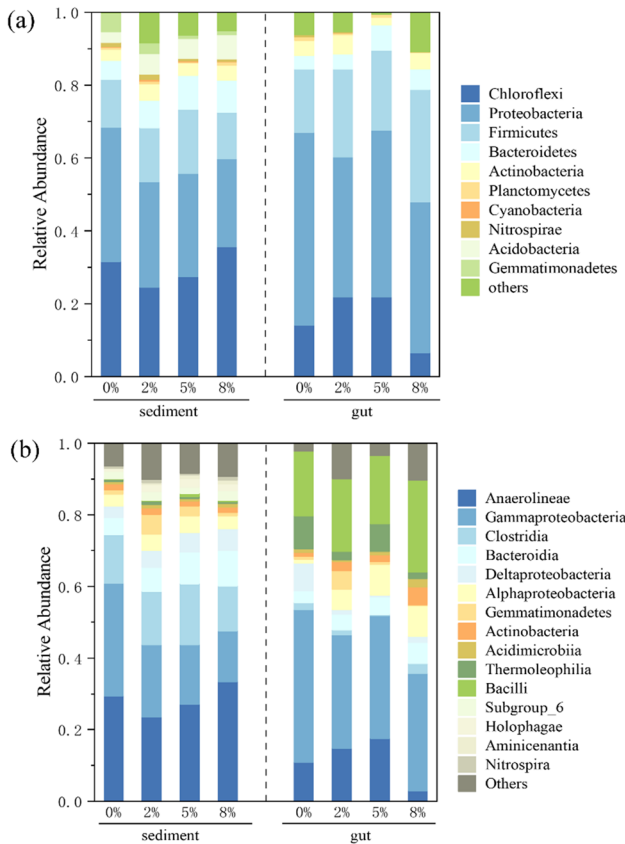 (a)
1.0
0.8
0.6
0.4
0.2
0.0
Relative Abundance
0% 2% 5% 8% 0% 2% 5% 8%
sediment gut
Chloroflexi
Proteobacteria
Firmicutes
Bacteroidetes
Actinobacteria
Planctomycetes
Cyanobacteria
Nitrospirae
Acidobacteria
Gemmatimonadetes
others
(b)
1.0
0.8
0.6
0.4
0.2
0.0
Relative Abundance
0% 2% 5% 8% 0% 2% 5% 8%
sediment gut
Anaerolineae
Gammaproteobacteria
Clostridia
Bacteroidia
Deltaproteobacteria
Alphaproteobacteria
Gemmatimonadetes
Actinobacteria
Acidimicrobiia
Thermoleophilia
Bacilli
Subgroup_6
Holophagae
Aminicenantia
Nitrospira
Others